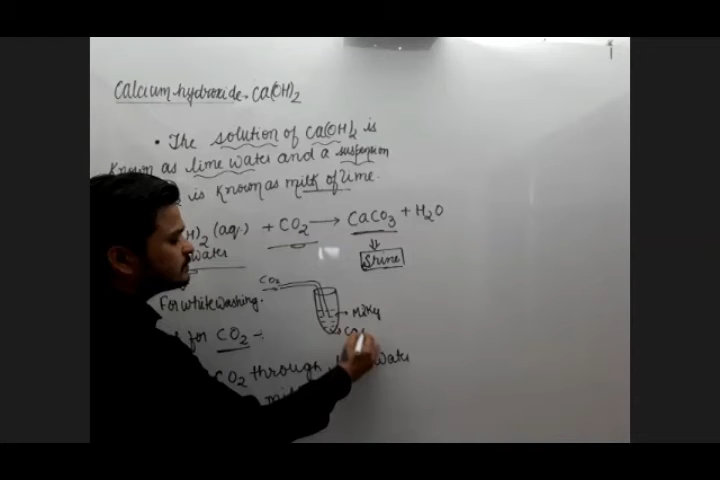 Calcium hydroxide. Ca(OH)2
• The solution of Ca(OH)2 is
known as lime water and a suspension
is known as milk of lime.
H)2 (aq.) + CO2 → CaCO3 + H2O
water
Shine
CO2
For white washing.
Milky
for CO2 -:
CO2 through water